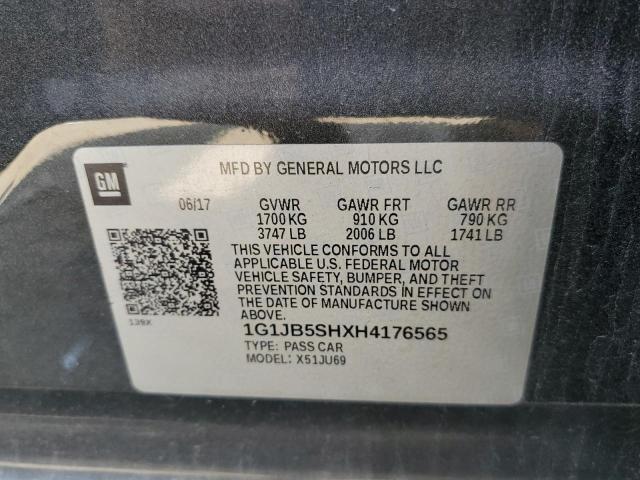 GM
MFD BY GENERAL MOTORS LLC
06/17 GVWR GAWR FRT GAWR RR
1700 KG 910 KG 790 KG
3747 LB 2006 LB 1741 LB
THIS VEHICLE CONFORMS TO ALL
APPLICABLE U.S. FEDERAL MOTOR
VEHICLE SAFETY, BUMPER, AND THEFT
PREVENTION STANDARDS IN EFFECT ON
THE DATE OF MANUFACTURE SHOWN
ABOVE.
139X
1G1JB5SHXH4176565
TYPE: PASS CAR
MODEL: X51JU69